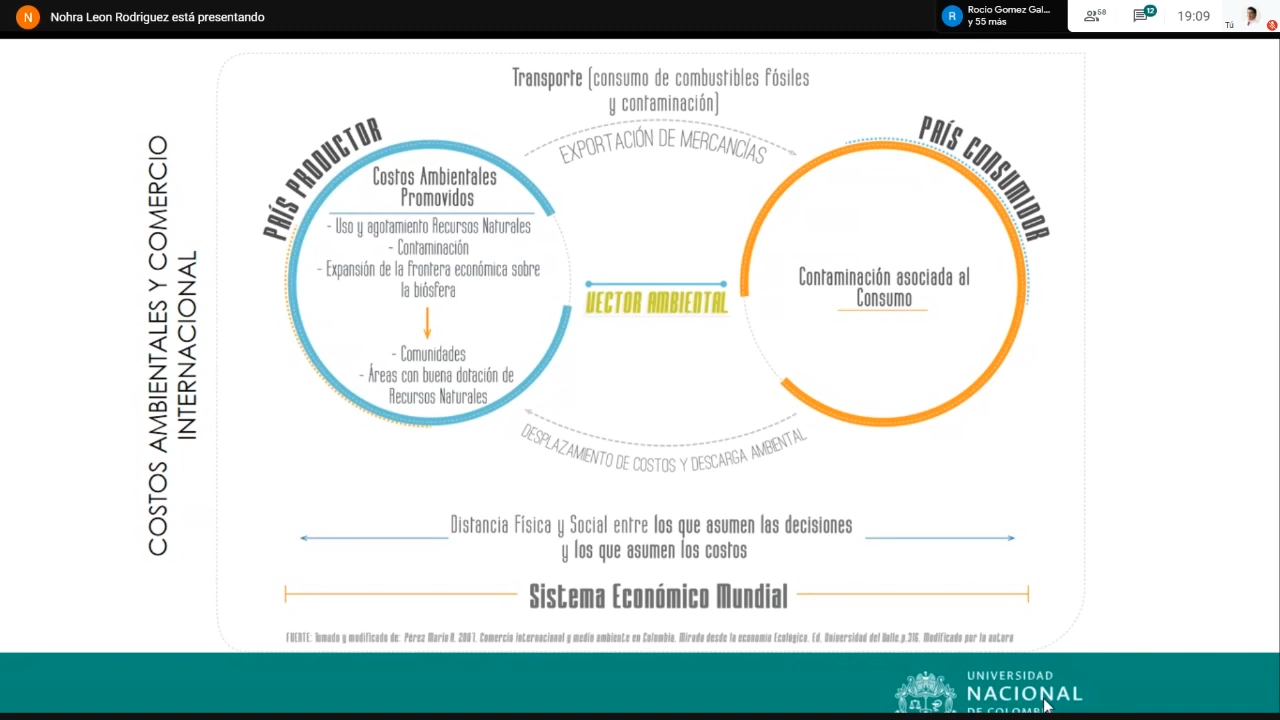 N
Nohra Leon Rodriguez está presentando
R
Rocio Gomez Gal...
y 55 más
58
12
19:09
Tú
COSTOS AMBIENTALES Y COMERCIO
INTERNACIONAL
Transporte (consumo de combustibles fósiles
y contaminación)
EXPORTACIÓN DE MERCANCÍAS
PAÍS PRODUCTOR
Costos Ambientales
Promovidos
- Uso y agotamiento Recursos Naturales
- Contaminación
- Expansión de la frontera económica sobre
la biósfera
- Comunidades
- Áreas con buena dotación de
Recursos Naturales
VECTOR AMBIENTAL
PAÍS CONSUMIDOR
Contaminación asociada al
Consumo
DESPLAZAMIENTO DE COSTOS Y DESCARGA AMBIENTAL
Distancia Física y Social entre los que asumen las decisiones
y los que asumen los costos
Sistema Económico Mundial
FUENTE: Tomado y modificado de: Pérez Mario A. 2007. Comercio internacional y medio ambiente en Colombia. Mirada desde la economía Ecológica. Ed. Universidad del Valle.p.316. Modificado por la autora
UNIVERSIDAD
NACIONAL
DE COLOMBIA